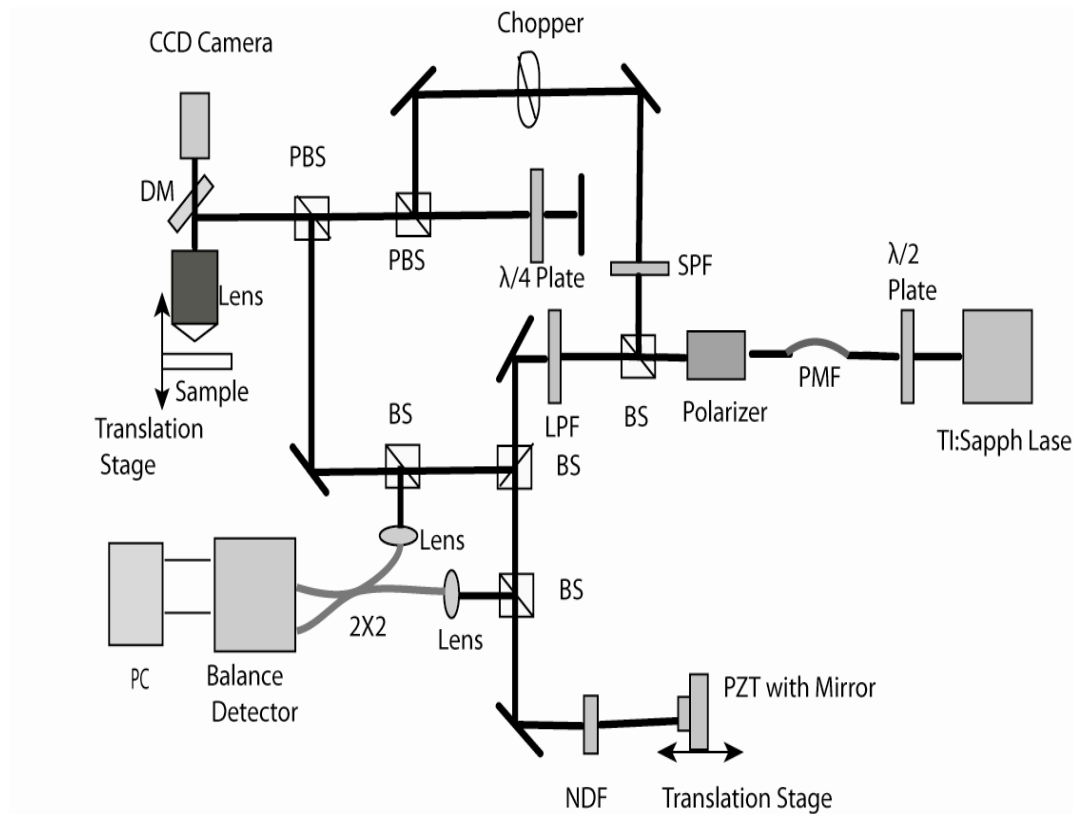 Chopper
CCD Camera
PBS
DM
PBS
λ/4 Plate
SPF
λ/2
Plate
Lens
Sample
Translation
Stage
BS
LPF
BS
Polarizer
PMF
TI:Sapph Lase
BS
Lens
BS
2X2
Lens
PC
Balance
Detector
PZT with Mirror
NDF
Translation Stage